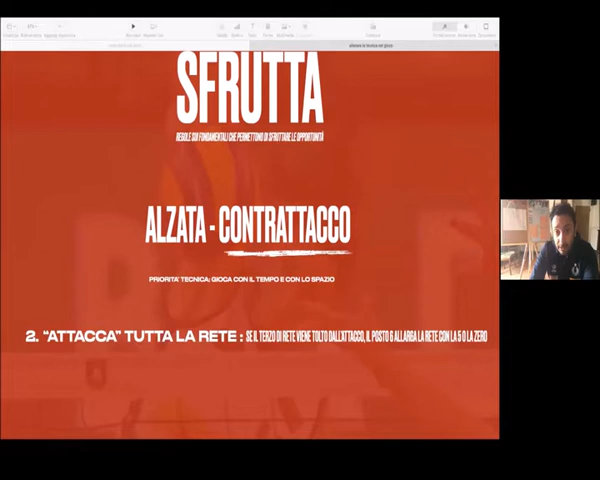 SFRUTTA
REGOLE SUI FONDAMENTALI CHE PERMETTONO DI SFRUTTARE LE OPPORTUNITÀ
ALZATA - CONTRATTACCO
PRIORITA' TECNICA: GIOCA CON IL TEMPO E CON LO SPAZIO
2. "ATTACCA" TUTTA LA RETE : SE IL TERZO DI RETE VIENE TOLTO DALL'ATTACCO, IL POSTO 6 ALLARGA LA RETE CON LA 5 O LA ZERO